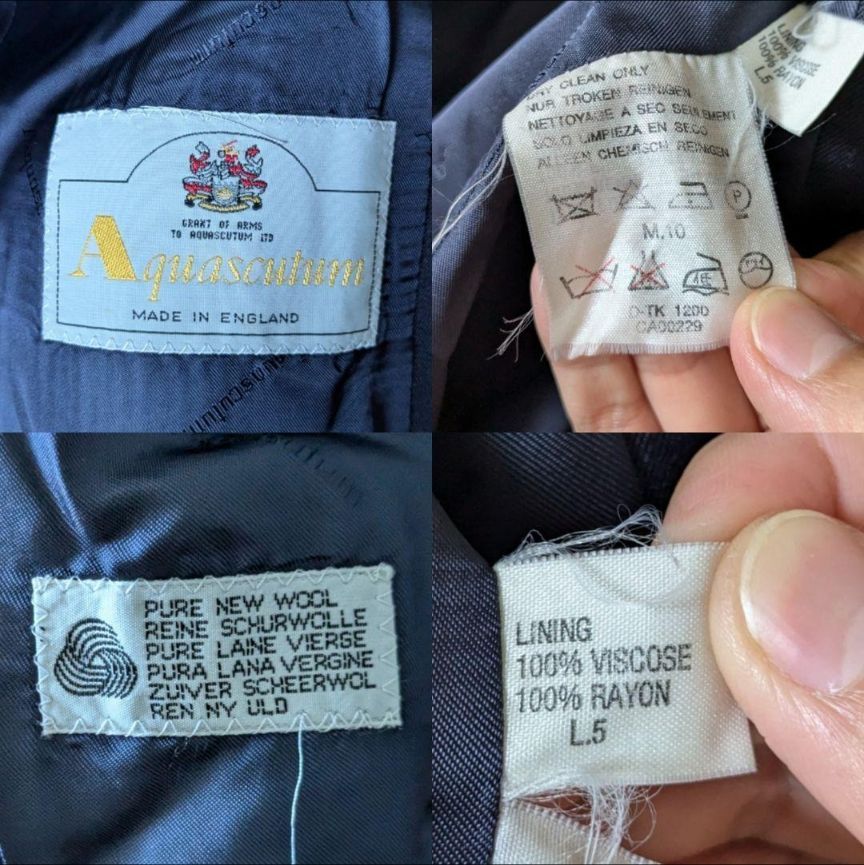 GRANT OF ARMS
TO AQUASCUTUM LTD
Aquascutum
MADE IN ENGLAND
DRY CLEAN ONLY
NUR TROKEN REINIGEN
NETTOYAGE A SEC SEULEMENT
SOLO LIMPIEZA EN SECO
ALLEEN CHEMISCH REINIGEN
P
M.10
D-TK 1200
CA00229
LINING
100% VISCOSE
100% RAYON
L.5
PURE NEW WOOL
REINE SCHURWOLLE
PURE LAINE VIERGE
PURA LANA VERGINE
ZUIVER SCHEERWOL
REN NY ULD
LINING
100% VISCOSE
100% RAYON
L.5